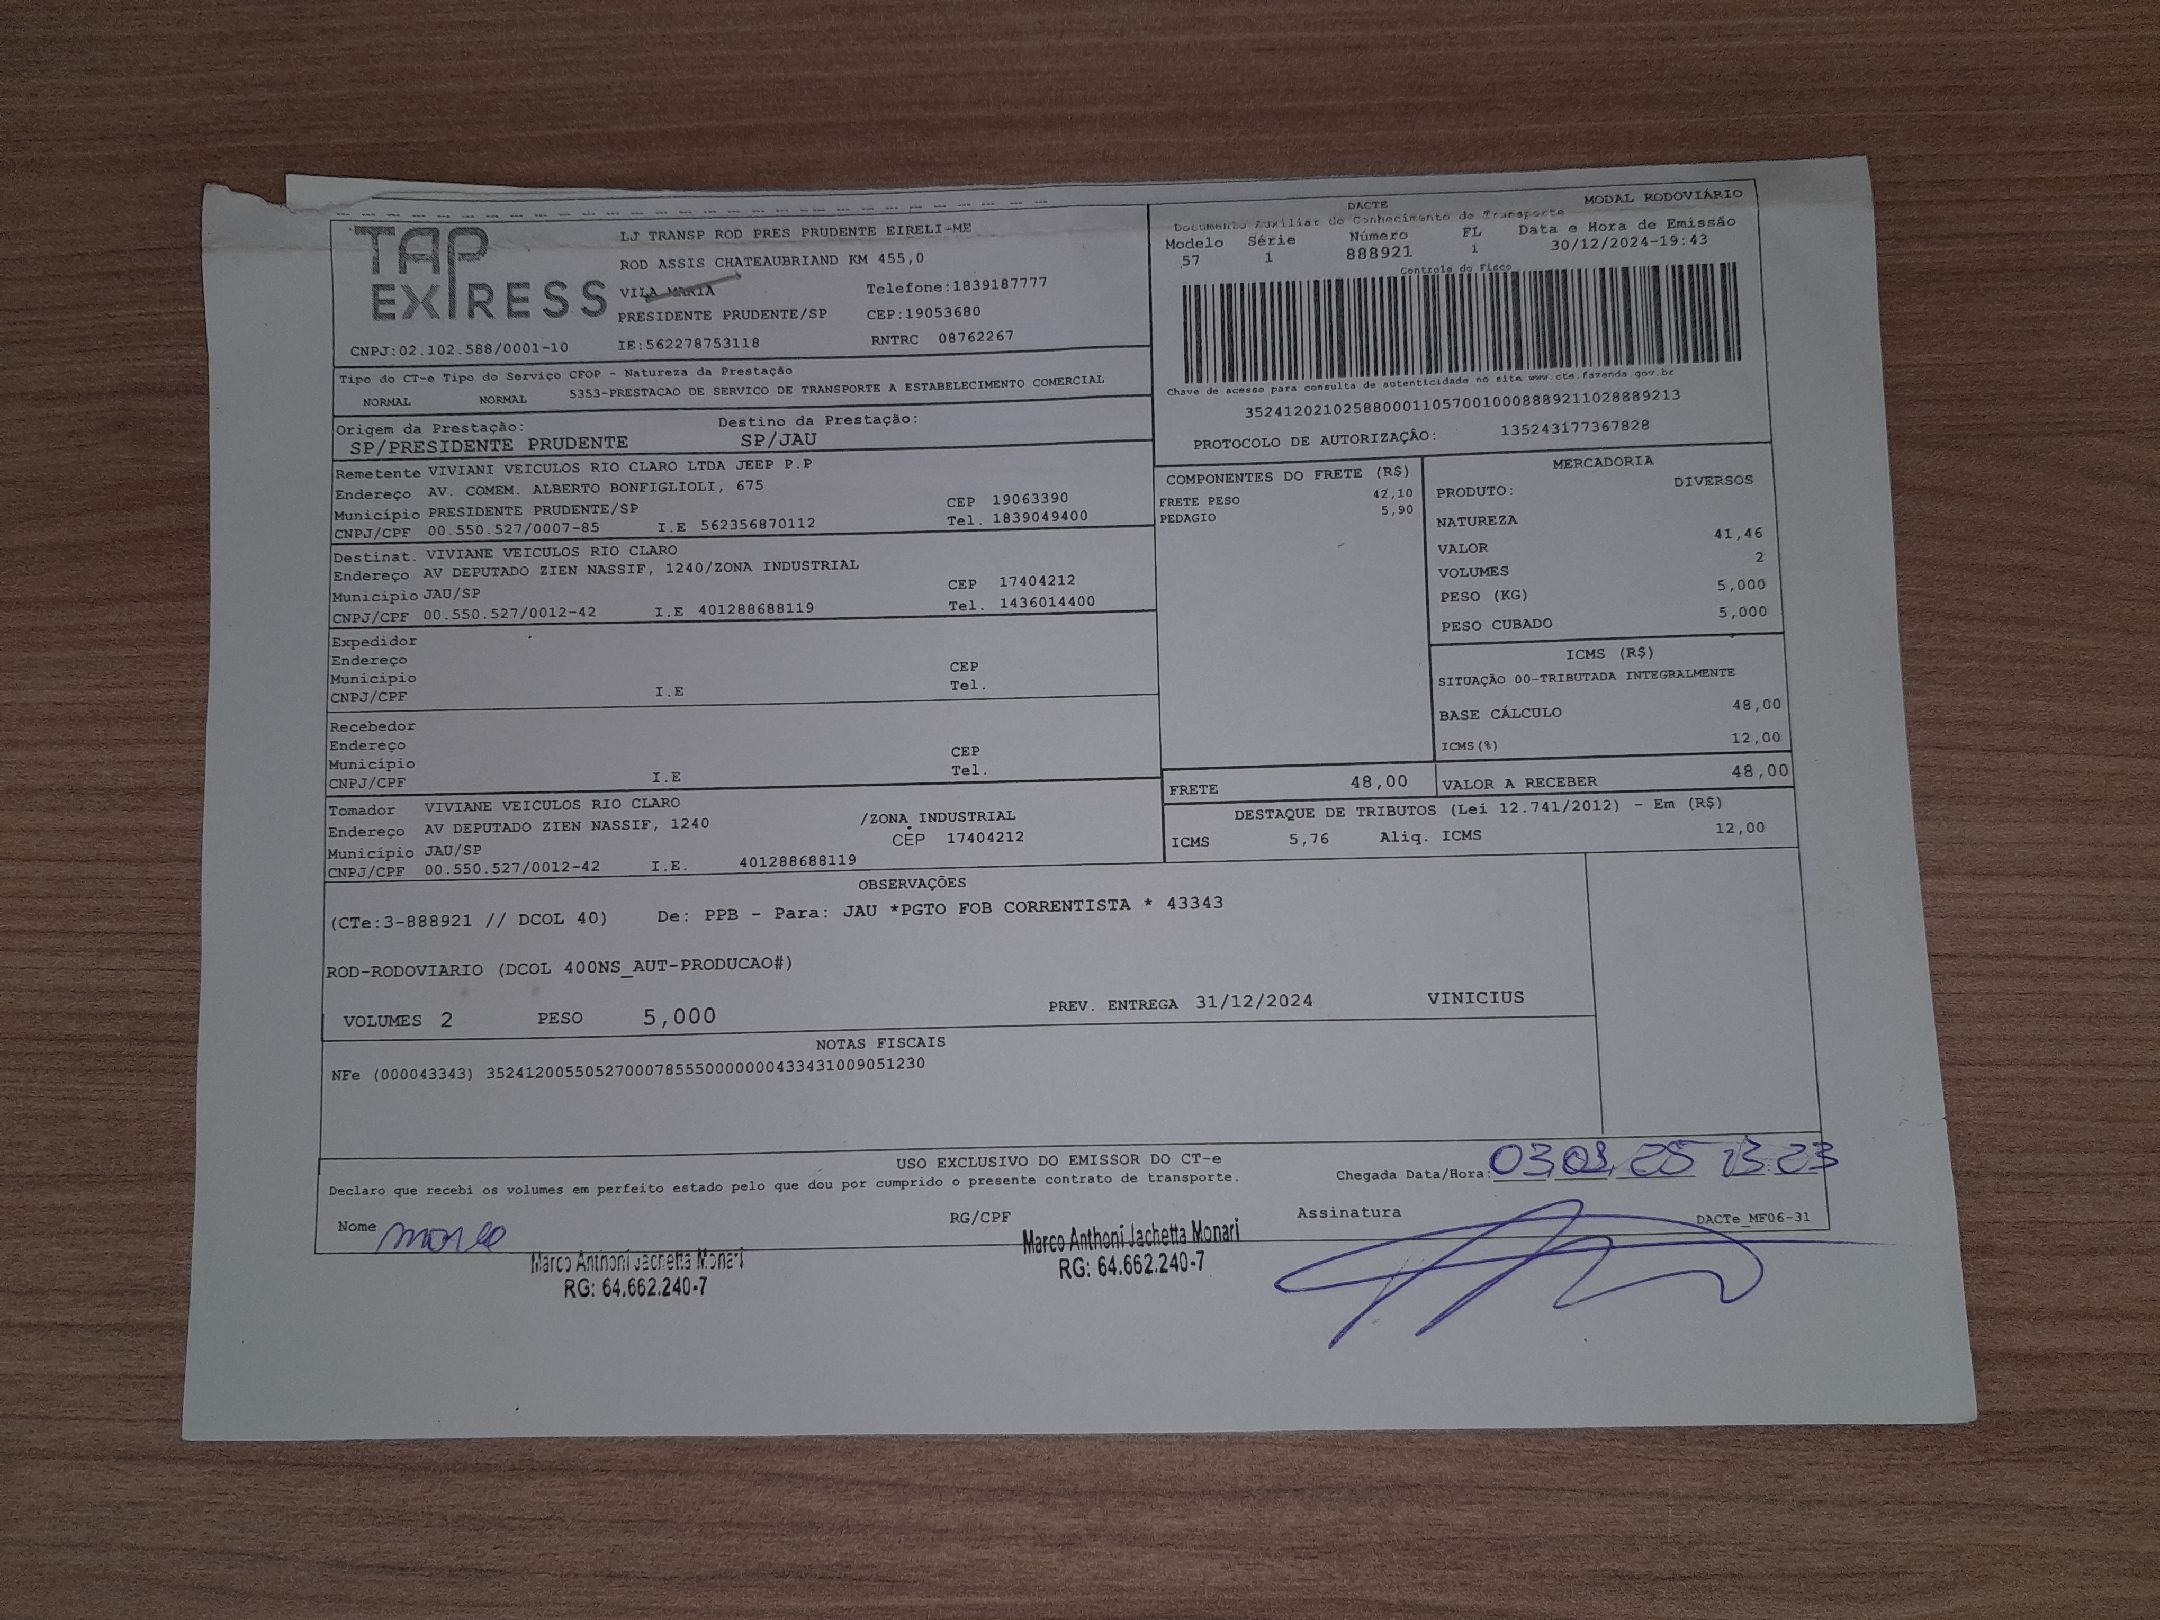 TAP
EXPRESS
LJ TRANSP ROD PRES PRUDENTE EIRELI-ME
ROD ASSIS CHATEAUBRIAND KM 455,0
VILA MARIA Telefone:1839187777
PRESIDENTE PRUDENTE/SP CEP:19053680
CNPJ:02.102.588/0001-10 IE:562278753118 RNTRC 08762267
DACTE MODAL RODOVIÁRIO
Documento Auxiliar do Conhecimento de Transporte
Modelo Série Número FL Data e Hora de Emissão
57 1 888921 1 30/12/2024-19:43
Controle do Fisco
Chave de acesso para consulta de autenticidade no site www.cte.fazenda.gov.br
35241202102588000110570010008889211028889213
PROTOCOLO DE AUTORIZAÇÃO: 135243177367828
Tipo do CT-e Tipo do Serviço CFOP - Natureza da Prestação
NORMAL NORMAL 5353-PRESTACAO DE SERVICO DE TRANSPORTE A ESTABELECIMENTO COMERCIAL
Origem da Prestação: Destino da Prestação:
SP/PRESIDENTE PRUDENTE SP/JAU
Remetente VIVIANI VEICULOS RIO CLARO LTDA JEEP P.P
Endereço AV. COMEM. ALBERTO BONFIGLIOLI, 675
Município PRESIDENTE PRUDENTE/SP CEP 19063390
CNPJ/CPF 00.550.527/0007-85 I.E 562356870112 Tel. 1839049400
Destinat. VIVIANE VEICULOS RIO CLARO
Endereço AV DEPUTADO ZIEN NASSIF, 1240/ZONA INDUSTRIAL
Município JAU/SP CEP 17404212
CNPJ/CPF 00.550.527/0012-42 I.E 401288688119 Tel. 1436014400
Expedidor
Endereço
Município CEP
CNPJ/CPF I.E Tel.
Recebedor
Endereço
Município CEP
CNPJ/CPF I.E Tel.
Tomador VIVIANE VEICULOS RIO CLARO
Endereço AV DEPUTADO ZIEN NASSIF, 1240 /ZONA INDUSTRIAL
Município JAU/SP CEP 17404212
CNPJ/CPF 00.550.527/0012-42 I.E. 401288688119
COMPONENTES DO FRETE (R$)
FRETE PESO 42,10
PEDAGIO 5,90
MERCADORIA
PRODUTO: DIVERSOS
NATUREZA
VALOR 41,46
VOLUMES 2
PESO (KG) 5,000
PESO CUBADO 5,000
ICMS (R$)
SITUAÇÃO 00-TRIBUTADA INTEGRALMENTE
BASE CÁLCULO 48,00
ICMS(%) 12,00
FRETE 48,00 VALOR A RECEBER 48,00
DESTAQUE DE TRIBUTOS (Lei 12.741/2012) - Em (R$)
ICMS 5,76 Aliq. ICMS 12,00
OBSERVAÇÕES
(CTe:3-888921 // DCOL 40) De: PPB - Para: JAU *PGTO FOB CORRENTISTA * 43343
ROD-RODOVIARIO (DCOL 400NS_AUT-PRODUCAO#)
VOLUMES 2 PESO 5,000 PREV. ENTREGA 31/12/2024 VINICIUS
NOTAS FISCAIS
NFe (000043343) 35241200550527000785550000000433431009051230
USO EXCLUSIVO DO EMISSOR DO CT-e
Declaro que recebi os volumes em perfeito estado pelo que dou por cumprido o presente contrato de transporte.
Chegada Data/Hora: 03 01 25 13:23
Nome Marco RG/CPF Assinatura DACTe_MF06-31
Marco Anthoni Jachetta Monari
RG: 64.662.240-7
Marco Anthoni Jachetta Monari
RG: 64.662.240-7